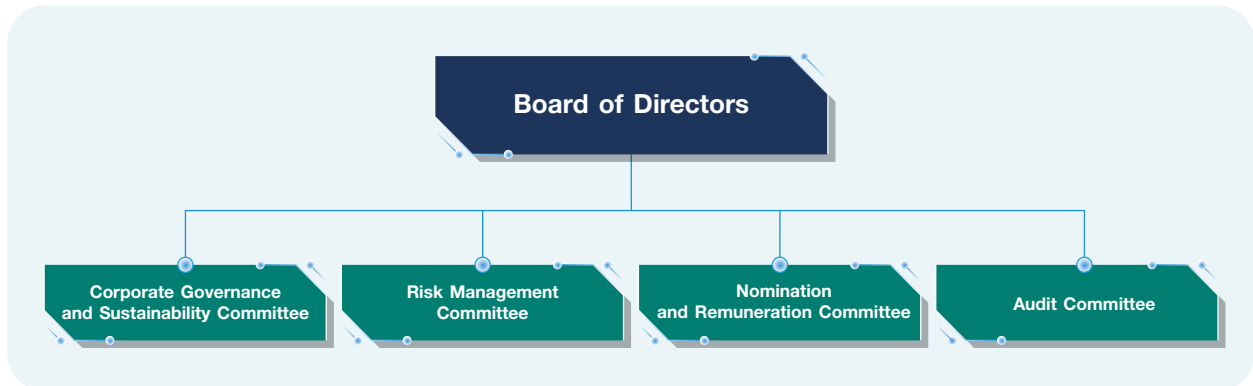 Board of Directors
Corporate Governance
and Sustainability Committee
Risk Management
Committee
Nomination
and Remuneration Committee
Audit Committee